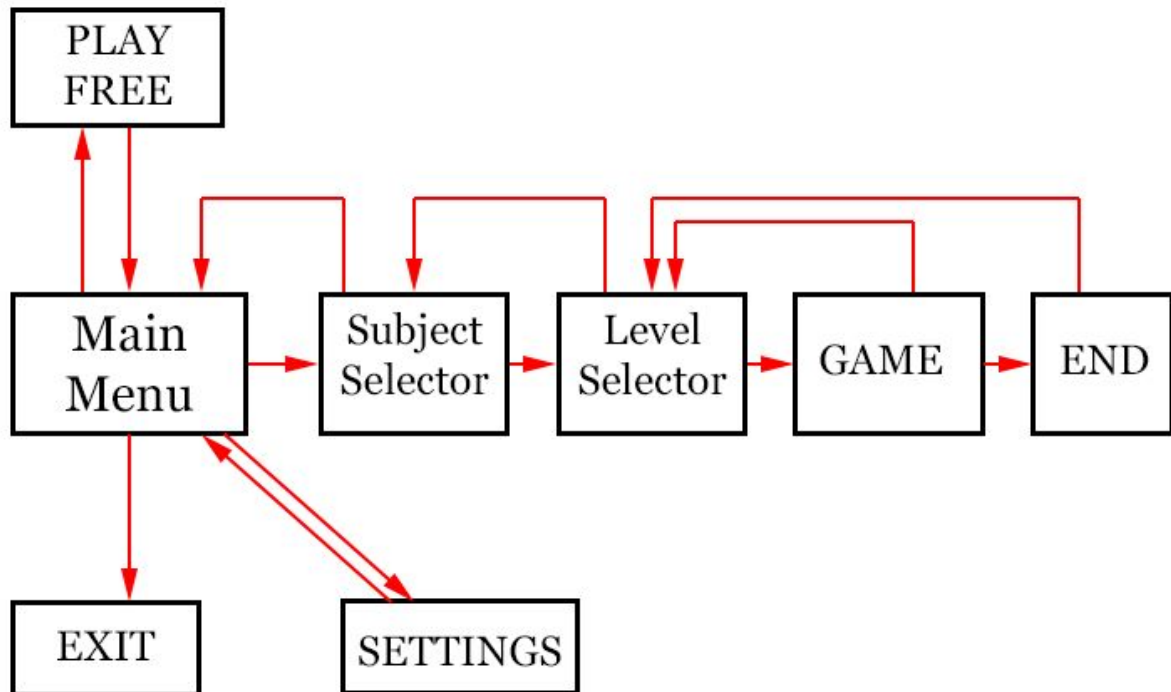 PLAY
FREE
Main
Menu
Subject
Selector
Level
Selector
GAME
END
EXIT
SETTINGS